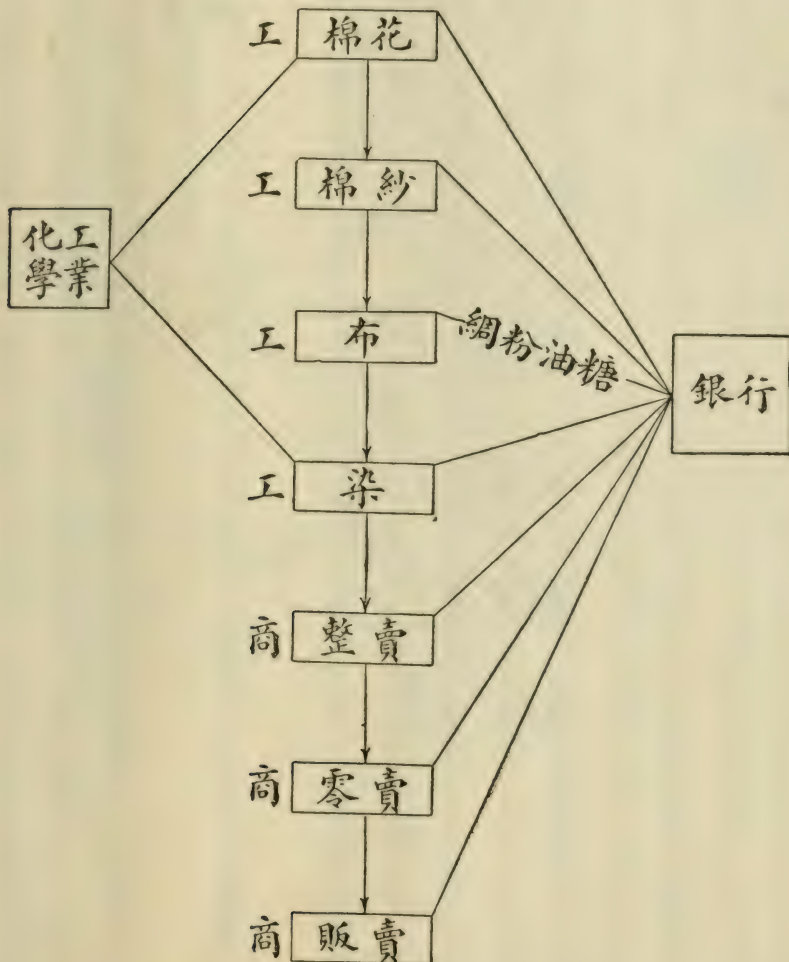 工 棉花
工 棉紗
化工
學業
工 布
綢粉油糖
銀行
工 染
商 整賣
商 零賣
商 販賣